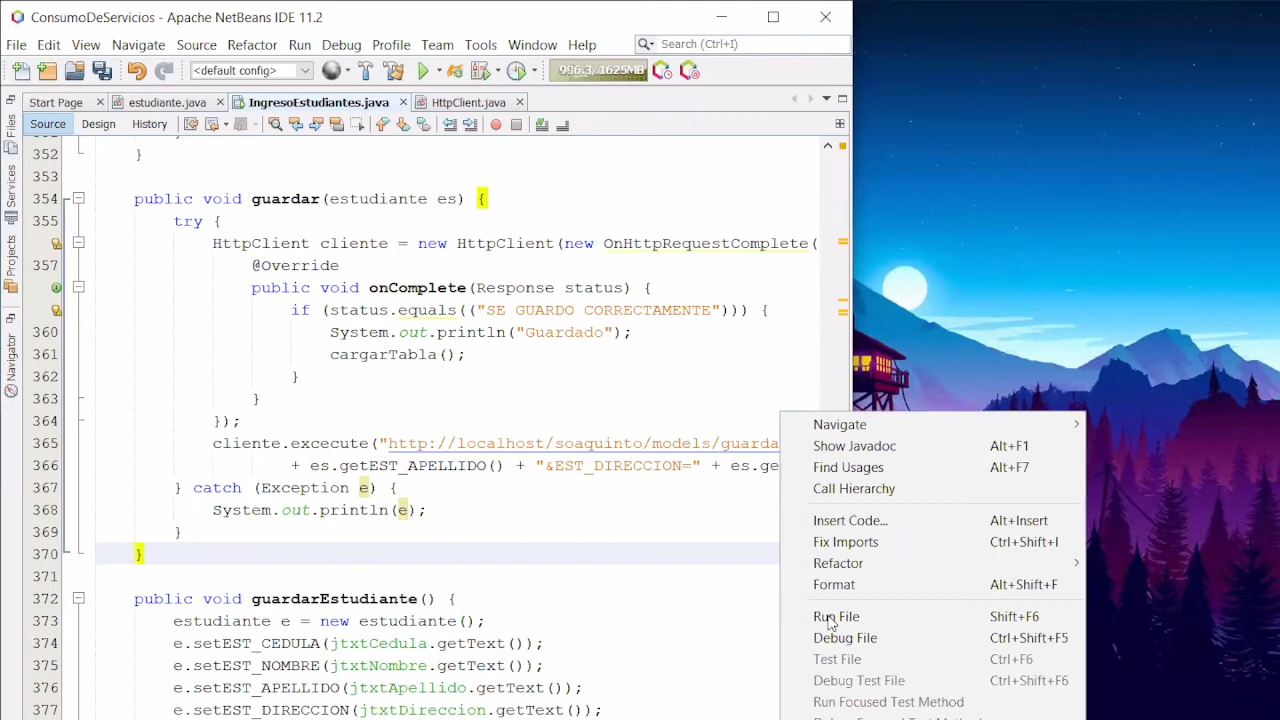 ConsumoDeServicios - Apache NetBeans IDE 11.2
File Edit View Navigate Source Refactor Run Debug Profile Team Tools Window Help
Search (Ctrl+I)
<default config>
996.3/1625MB
Start Page
estudiante.java
IngresoEstudiantes.java
HttpClient.java
Source Design History
Files
Services
Projects
Navigator
352 }
353
354 public void guardar(estudiante es) {
355 try {
HttpClient cliente = new HttpClient(new OnHttpRequestComplete(
357 @Override
public void onComplete(Response status) {
if (status.equals(("SE GUARDO CORRECTAMENTE"))) {
360 System.out.println("Guardado");
361 cargarTabla();
362 }
363 }
364 });
365 cliente.excecute("http://localhost/soaquinto/models/guarda
366 + es.getEST_APELLIDO() + "&EST_DIRECCION=" + es.ge
367 } catch (Exception e) {
368 System.out.println(e);
369 }
370 }
371
372 public void guardarEstudiante() {
373 estudiante e = new estudiante();
374 e.setEST_CEDULA(jtxtCedula.getText());
375 e.setEST_NOMBRE(jtxtNombre.getText());
376 e.setEST_APELLIDO(jtxtApellido.getText());
377 e.setEST_DIRECCION(jtxtDireccion.getText());
Navigate
Show Javadoc Alt+F1
Find Usages Alt+F7
Call Hierarchy
Insert Code... Alt+Insert
Fix Imports Ctrl+Shift+I
Refactor
Format Alt+Shift+F
Run File Shift+F6
Debug File Ctrl+Shift+F5
Test File Ctrl+F6
Debug Test File Ctrl+Shift+F6
Run Focused Test Method